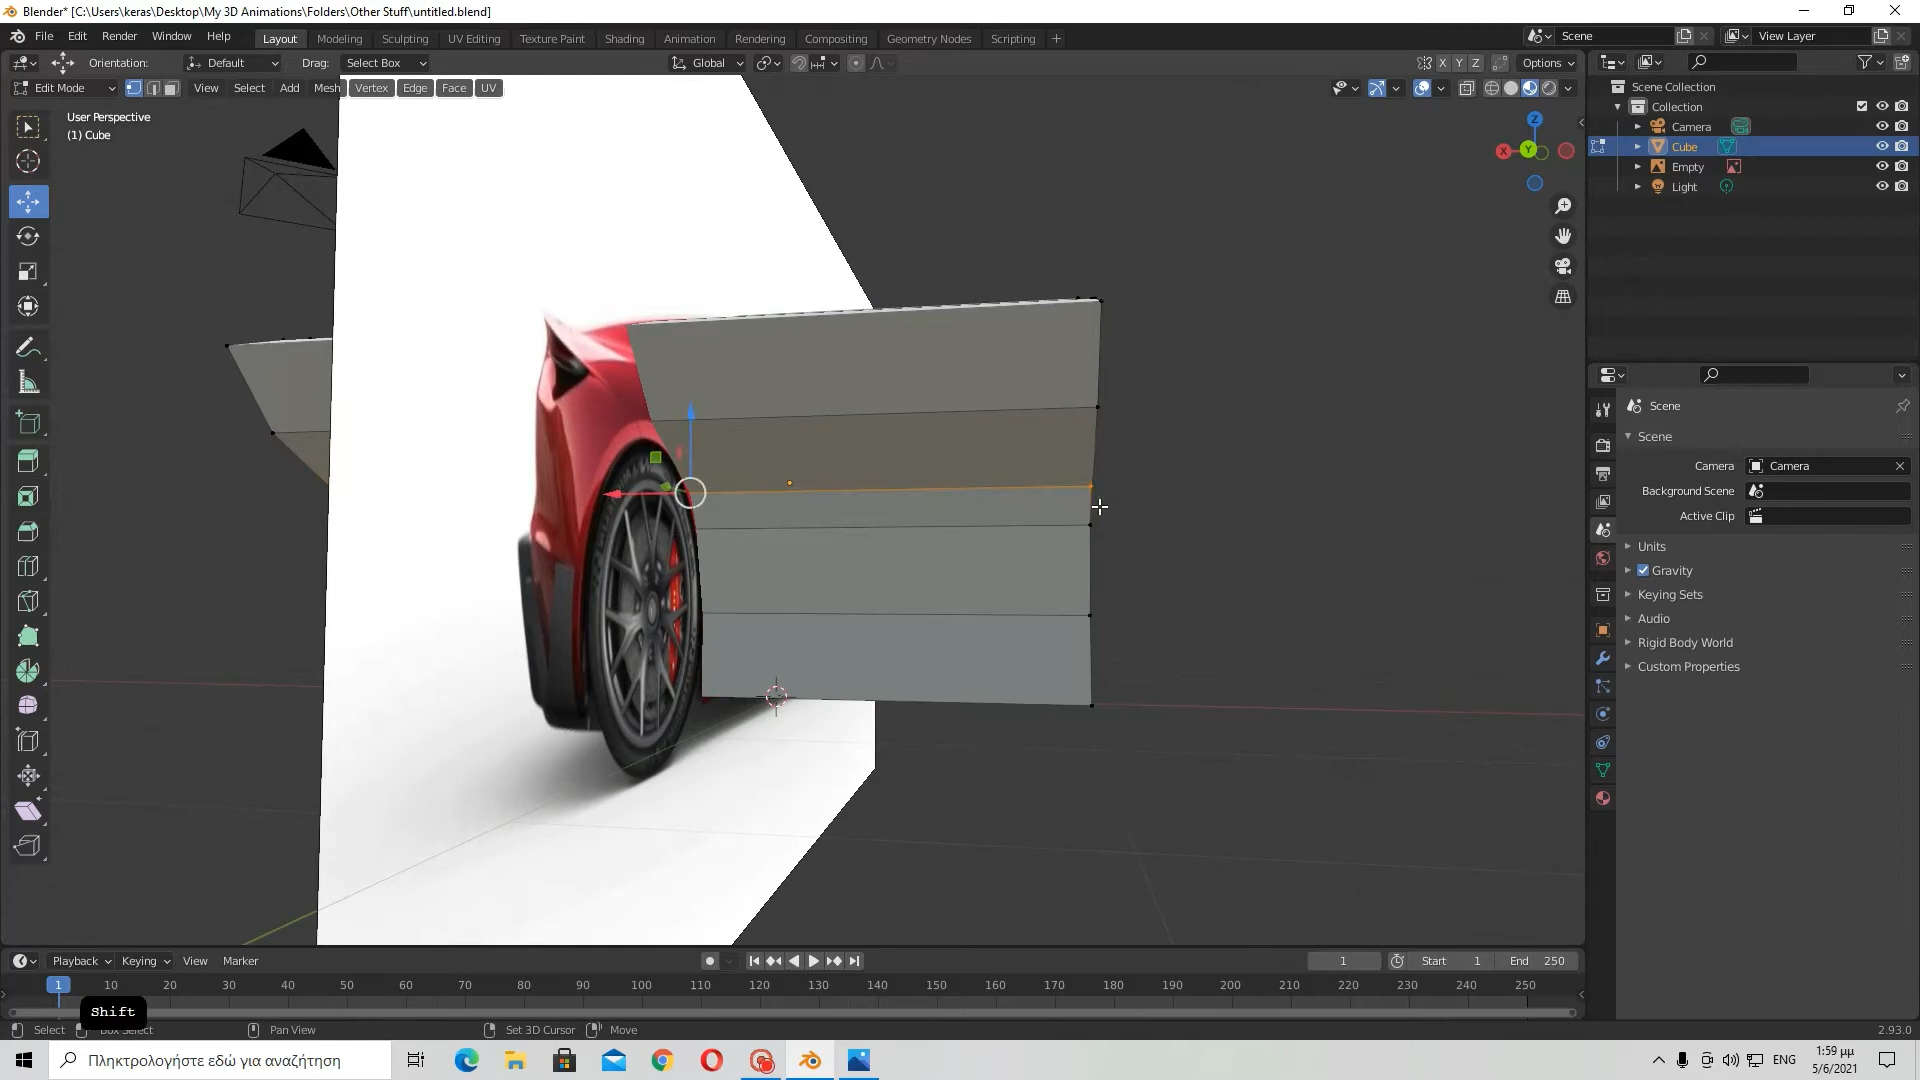 Blender* [C:\Users\keras\Desktop\My 3D Animations\Folders\Other Stuff\untitled.blend]
File Edit Render Window Help Layout Modeling Sculpting UV Editing Texture Paint Shading Animation Rendering Compositing Geometry Nodes Scripting + Scene View Layer
Orientation: Default Drag: Select Box Global X Y Z Options
Edit Mode View Select Add Mesh Vertex Edge Face UV
User Perspective
(1) Cube
Z
X Y
Scene Collection
Collection
Camera
Cube
Empty
Light
Scene
Scene
Camera Camera
Background Scene
Active Clip
Units
Gravity
Keying Sets
Audio
Rigid Body World
Custom Properties
Playback Keying View Marker 1 Start 1 End 250
1 10 20 30 40 50 60 70 80 90 100 110 120 130 140 150 160 170 180 190 200 210 220 230 240 250
Shift
Select Box Select Pan View Set 3D Cursor Move 2.93.0
Πληκτρολογήστε εδώ για αναζήτηση ENG 1:59 μμ
5/6/2021